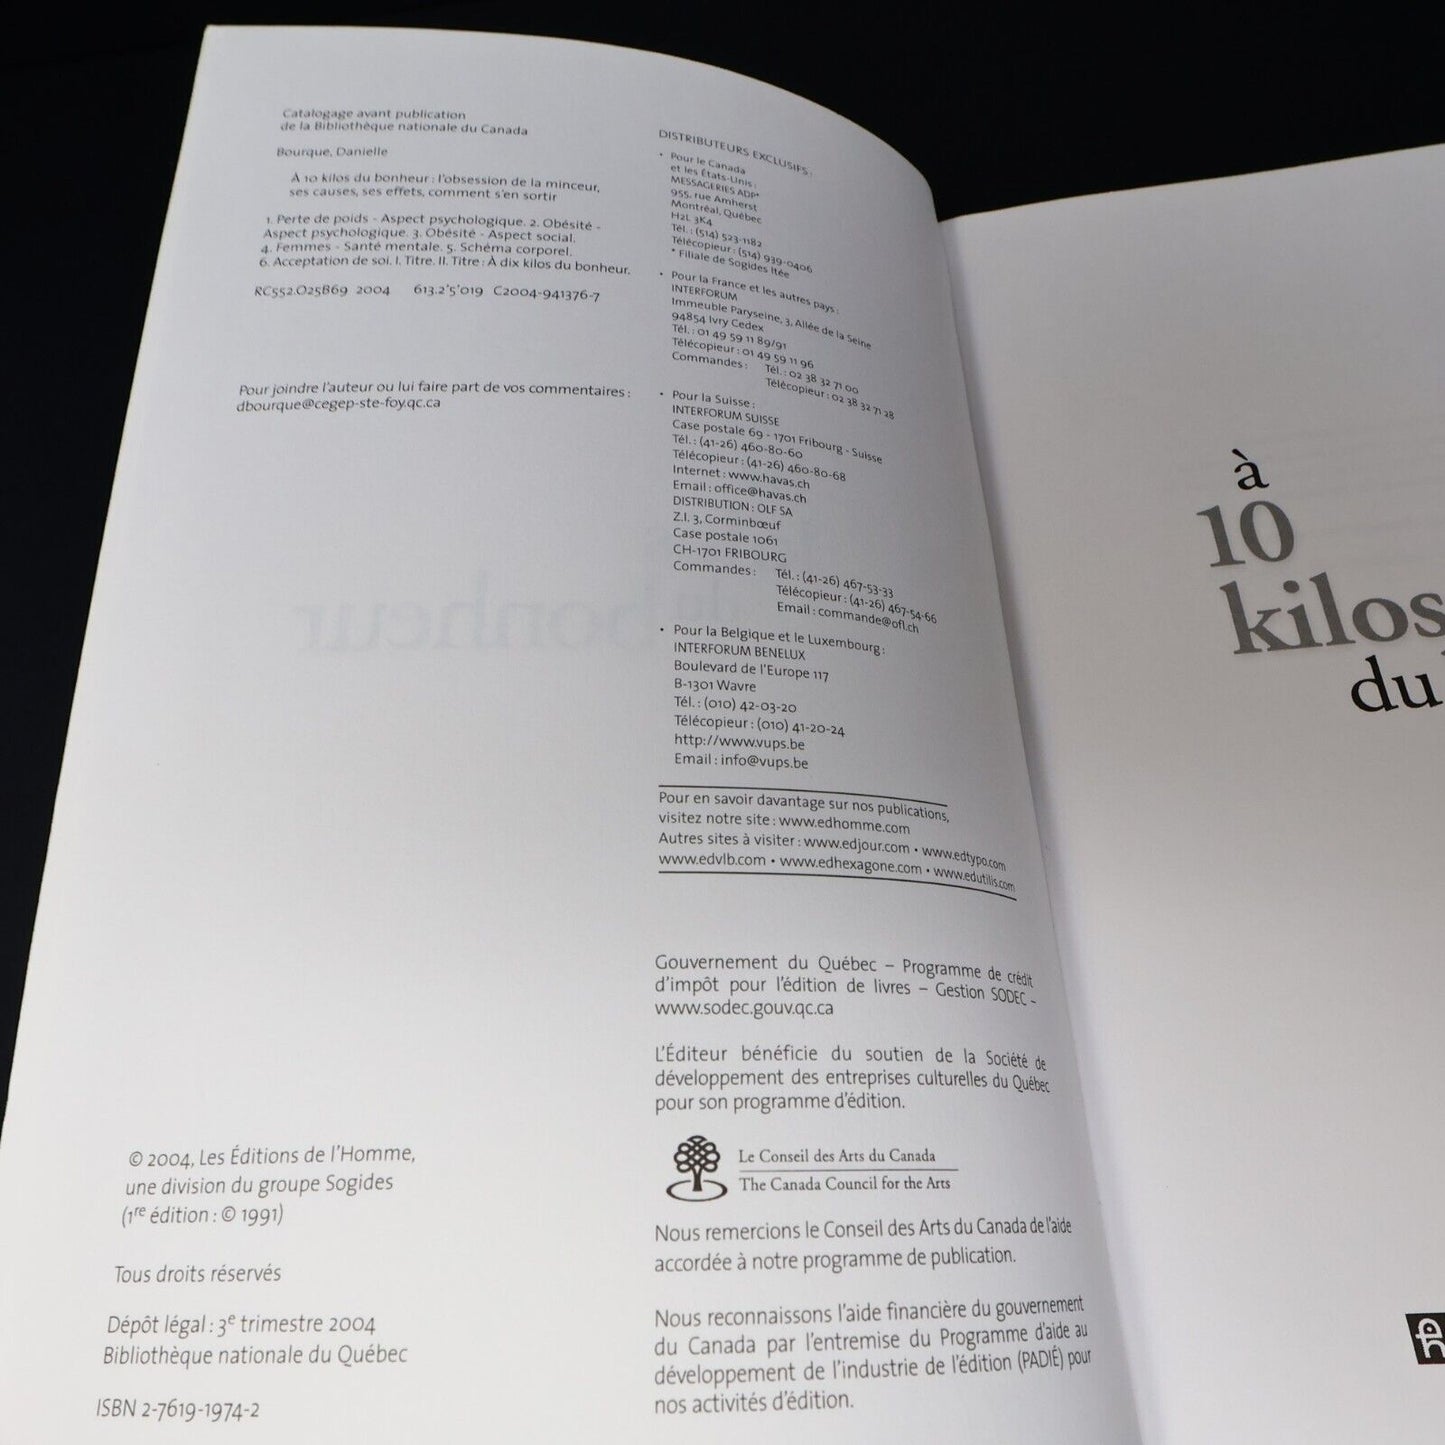 Catalogage avant publication
de la Bibliothèque nationale du Canada
Bourque, Danielle
À 10 kilos du bonheur : l'obsession de la minceur,
ses causes, ses effets, comment s'en sortir
1. Perte de poids - Aspect psychologique. 2. Obésité -
Aspect psychologique. 3. Obésité - Aspect social.
4. Femmes - Santé mentale. 5. Schéma corporel.
6. Acceptation de soi. I. Titre. II. Titre : À dix kilos du bonheur.
RC552.O25B69 2004 613.2'5'019 C2004-941376-7
Pour joindre l'auteur ou lui faire part de vos commentaires :
dbourque@cegep-ste-foy.qc.ca
© 2004, Les Éditions de l'Homme,
une division du groupe Sogides
(1re édition : © 1991)
Tous droits réservés
Dépôt légal : 3e trimestre 2004
Bibliothèque nationale du Québec
ISBN 2-7619-1974-2
DISTRIBUTEURS EXCLUSIFS :
• Pour le Canada
et les États-Unis :
MESSAGERIES ADP*
955, rue Amherst
Montréal, Québec
H2L 3K4
Tél. : (514) 523-1182
Télécopieur : (514) 939-0406
* Filiale de Sogides ltée
• Pour la France et les autres pays :
INTERFORUM
Immeuble Paryseine, 3, Allée de la Seine
94854 Ivry Cedex
Tél. : 01 49 59 11 89/91
Télécopieur : 01 49 59 11 96
Commandes : Tél. : 02 38 32 71 00
Télécopieur : 02 38 32 71 28
• Pour la Suisse :
INTERFORUM SUISSE
Case postale 69 - 1701 Fribourg - Suisse
Tél. : (41-26) 460-80-60
Télécopieur : (41-26) 460-80-68
Internet : www.havas.ch
Email : office@havas.ch
DISTRIBUTION : OLF SA
Z.I. 3, Corminbœuf
Case postale 1061
CH-1701 FRIBOURG
Commandes : Tél. : (41-26) 467-53-33
Télécopieur : (41-26) 467-54-66
Email : commande@ofl.ch
• Pour la Belgique et le Luxembourg :
INTERFORUM BENELUX
Boulevard de l'Europe 117
B-1301 Wavre
Tél. : (010) 42-03-20
Télécopieur : (010) 41-20-24
http://www.vups.be
Email : info@vups.be
Pour en savoir davantage sur nos publications,
visitez notre site : www.edhomme.com
Autres sites à visiter : www.edjour.com • www.edtypo.com
www.edvlb.com • www.edhexagone.com • www.edutilis.com
Gouvernement du Québec – Programme de crédit
d'impôt pour l'édition de livres – Gestion SODEC –
www.sodec.gouv.qc.ca
L'Éditeur bénéficie du soutien de la Société de
développement des entreprises culturelles du Québec
pour son programme d'édition.
Le Conseil des Arts du Canada
The Canada Council for the Arts
Nous remercions le Conseil des Arts du Canada de l'aide
accordée à notre programme de publication.
Nous reconnaissons l'aide financière du gouvernement
du Canada par l'entremise du Programme d'aide au
développement de l'industrie de l'édition (PADIÉ) pour
nos activités d'édition.
à
10
kilos
du